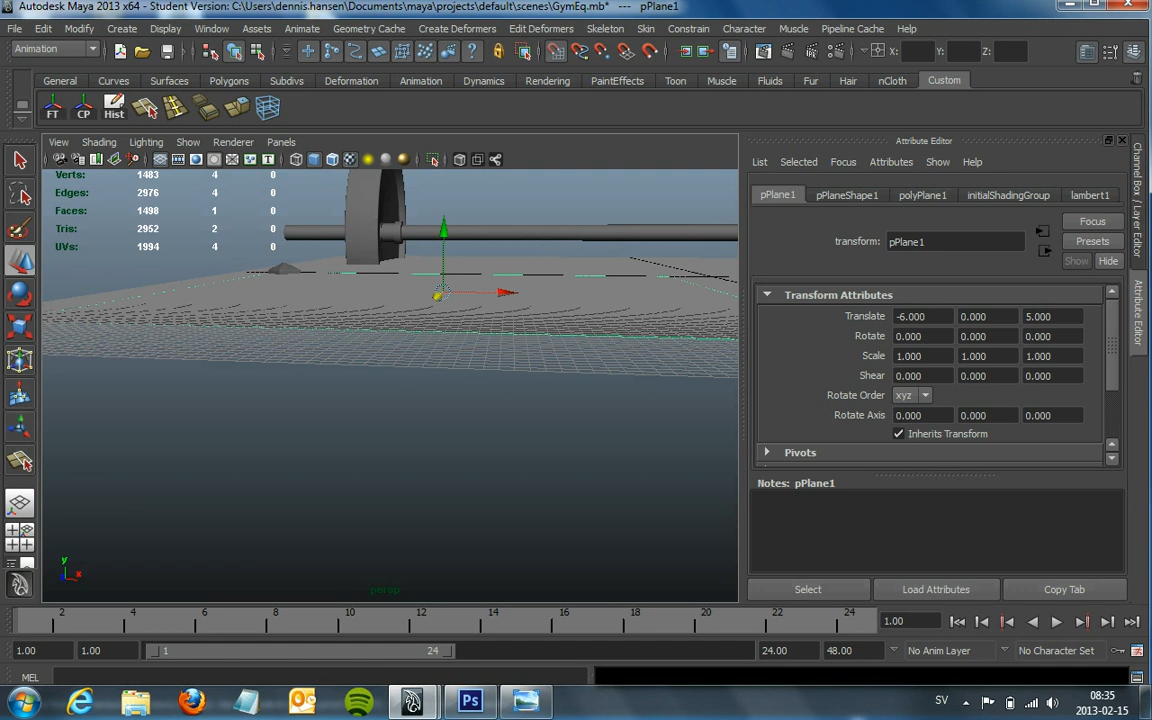 Autodesk Maya 2013 x64 - Student Version: C:\Users\dennis.hansen\Documents\maya\projects\default\scenes\GymEq.mb* --- pPlane1
File Edit Modify Create Display Window Assets Animate Geometry Cache Create Deformers Edit Deformers Skeleton Skin Constrain Character Muscle Pipeline Cache Help
Animation X: Y: Z:
General Curves Surfaces Polygons Subdivs Deformation Animation Dynamics Rendering PaintEffects Toon Muscle Fluids Fur Hair nCloth Custom
FT CP Hist
View Shading Lighting Show Renderer Panels
Attribute Editor
List Selected Focus Attributes Show Help
Verts: 1483 4 0
Edges: 2976 4 0
Faces: 1498 1 0
Tris: 2952 2 0
UVs: 1994 4 0
pPlane1 pPlaneShape1 polyPlane1 initialShadingGroup lambert1
Focus
transform: pPlane1 Presets
Show Hide
Transform Attributes
Translate -6.000 0.000 5.000
Rotate 0.000 0.000 0.000
Scale 1.000 1.000 1.000
Shear 0.000 0.000 0.000
Rotate Order xyz
Rotate Axis 0.000 0.000 0.000
Inherits Transform
Pivots
Notes: pPlane1
Select Load Attributes Copy Tab
Channel Box / Layer Editor
Attribute Editor
y
x
persp
2 4 6 8 10 12 14 16 18 20 22 24
1.00
1.00 1.00 1 24 24.00 48.00 No Anim Layer No Character Set
MEL
Ps SV 08:35
2013-02-15